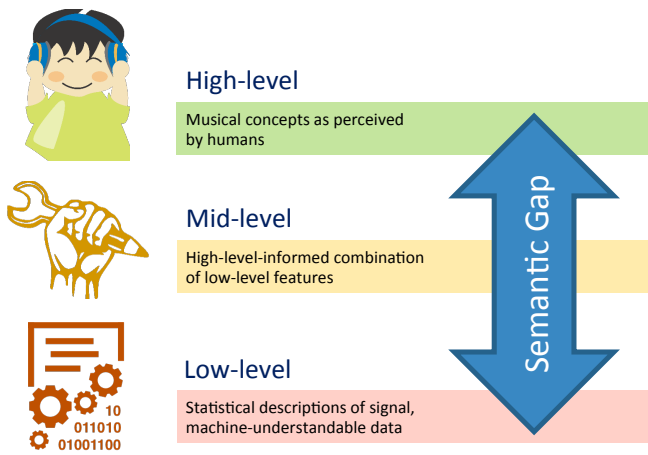 High-level
Musical concepts as perceived
by humans
Mid-level
High-level-informed combination
of low-level features
Low-level
Statistical descriptions of signal,
machine-understandable data
Semantic Gap
10
011010
01001100